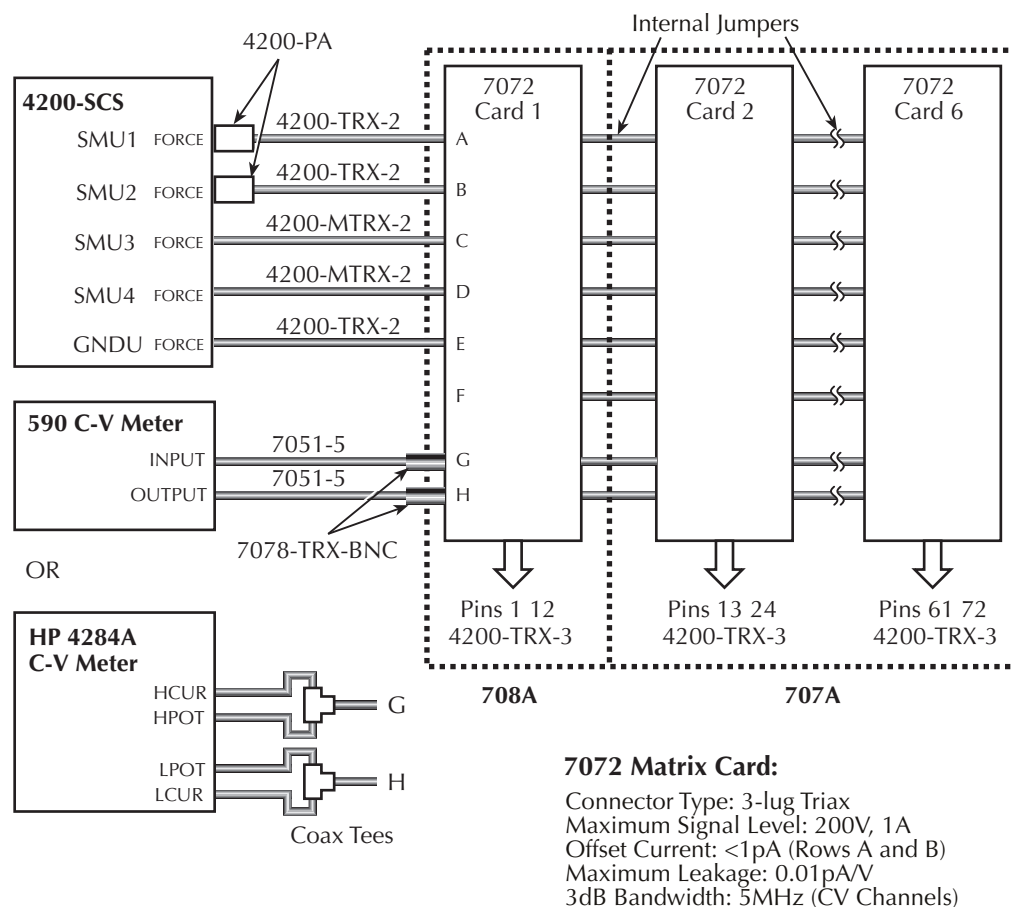 Internal Jumpers
4200-PA
4200-SCS
SMU1 FORCE
SMU2 FORCE
SMU3 FORCE
SMU4 FORCE
GNDU FORCE
4200-TRX-2
4200-TRX-2
4200-MTRX-2
4200-MTRX-2
4200-TRX-2
7072
Card 1
A
B
C
D
E
F
G
H
7072
Card 2
7072
Card 6
590 C-V Meter
INPUT
OUTPUT
7051-5
7051-5
7078-TRX-BNC
OR
Pins 1 12
4200-TRX-3
Pins 13 24
4200-TRX-3
Pins 61 72
4200-TRX-3
708A
707A
HP 4284A
C-V Meter
HCUR
HPOT
LPOT
LCUR
G
H
Coax Tees
7072 Matrix Card:
Connector Type: 3-lug Triax
Maximum Signal Level: 200V, 1A
Offset Current: <1pA (Rows A and B)
Maximum Leakage: 0.01pA/V
3dB Bandwidth: 5MHz (CV Channels)